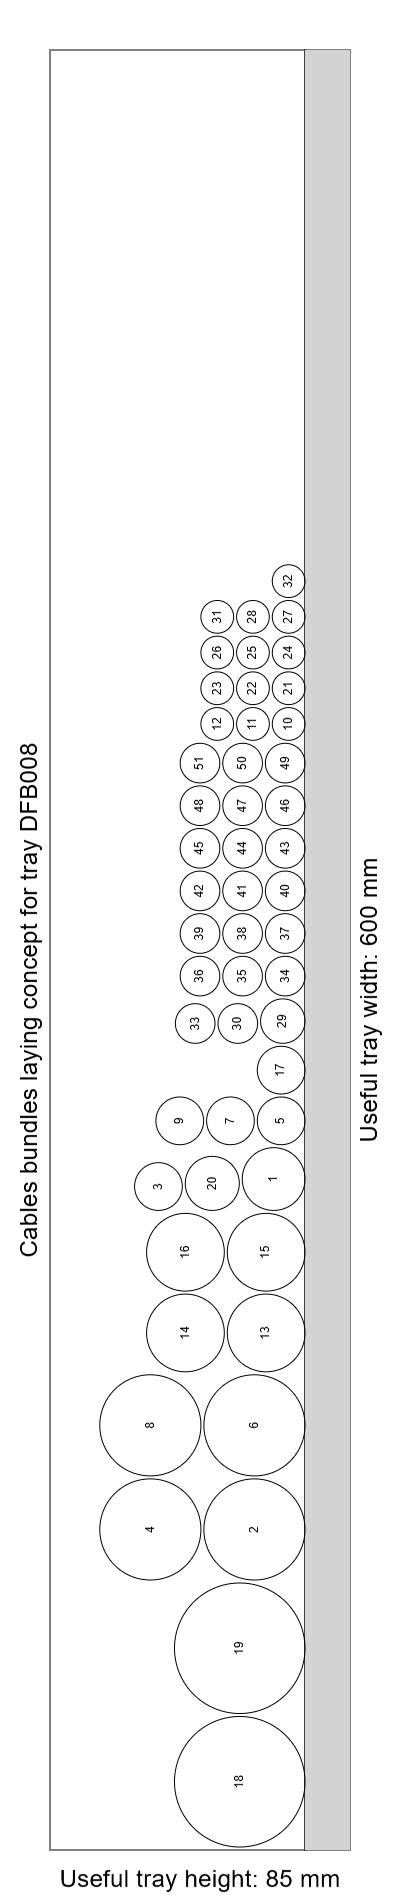 Cables bundles laying concept for tray DFB008
32
31 28 27
26 25 24
23 22 21
12 11 10
51 50 49
48 47 46
45 44 43
42 41 40
39 38 37
36 35 34
33 30 29
17
9 7 5
3 20 1
16 15
14 13
8 6
4 2
19
18
Useful tray width: 600 mm
Useful tray height: 85 mm